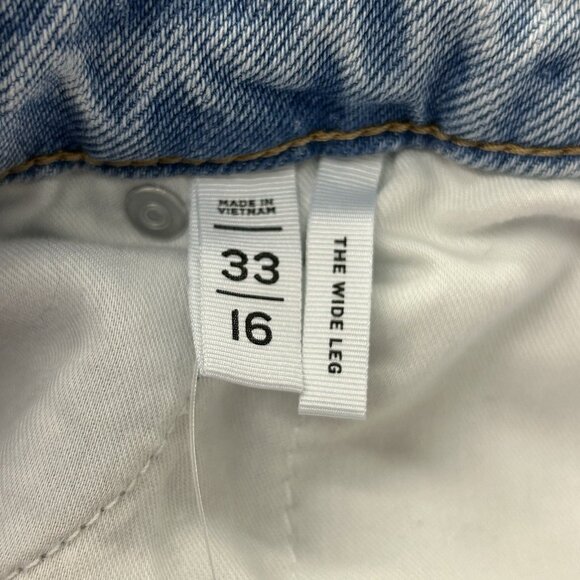 MADE IN
VIETNAM
33
16
THE WIDE LEG